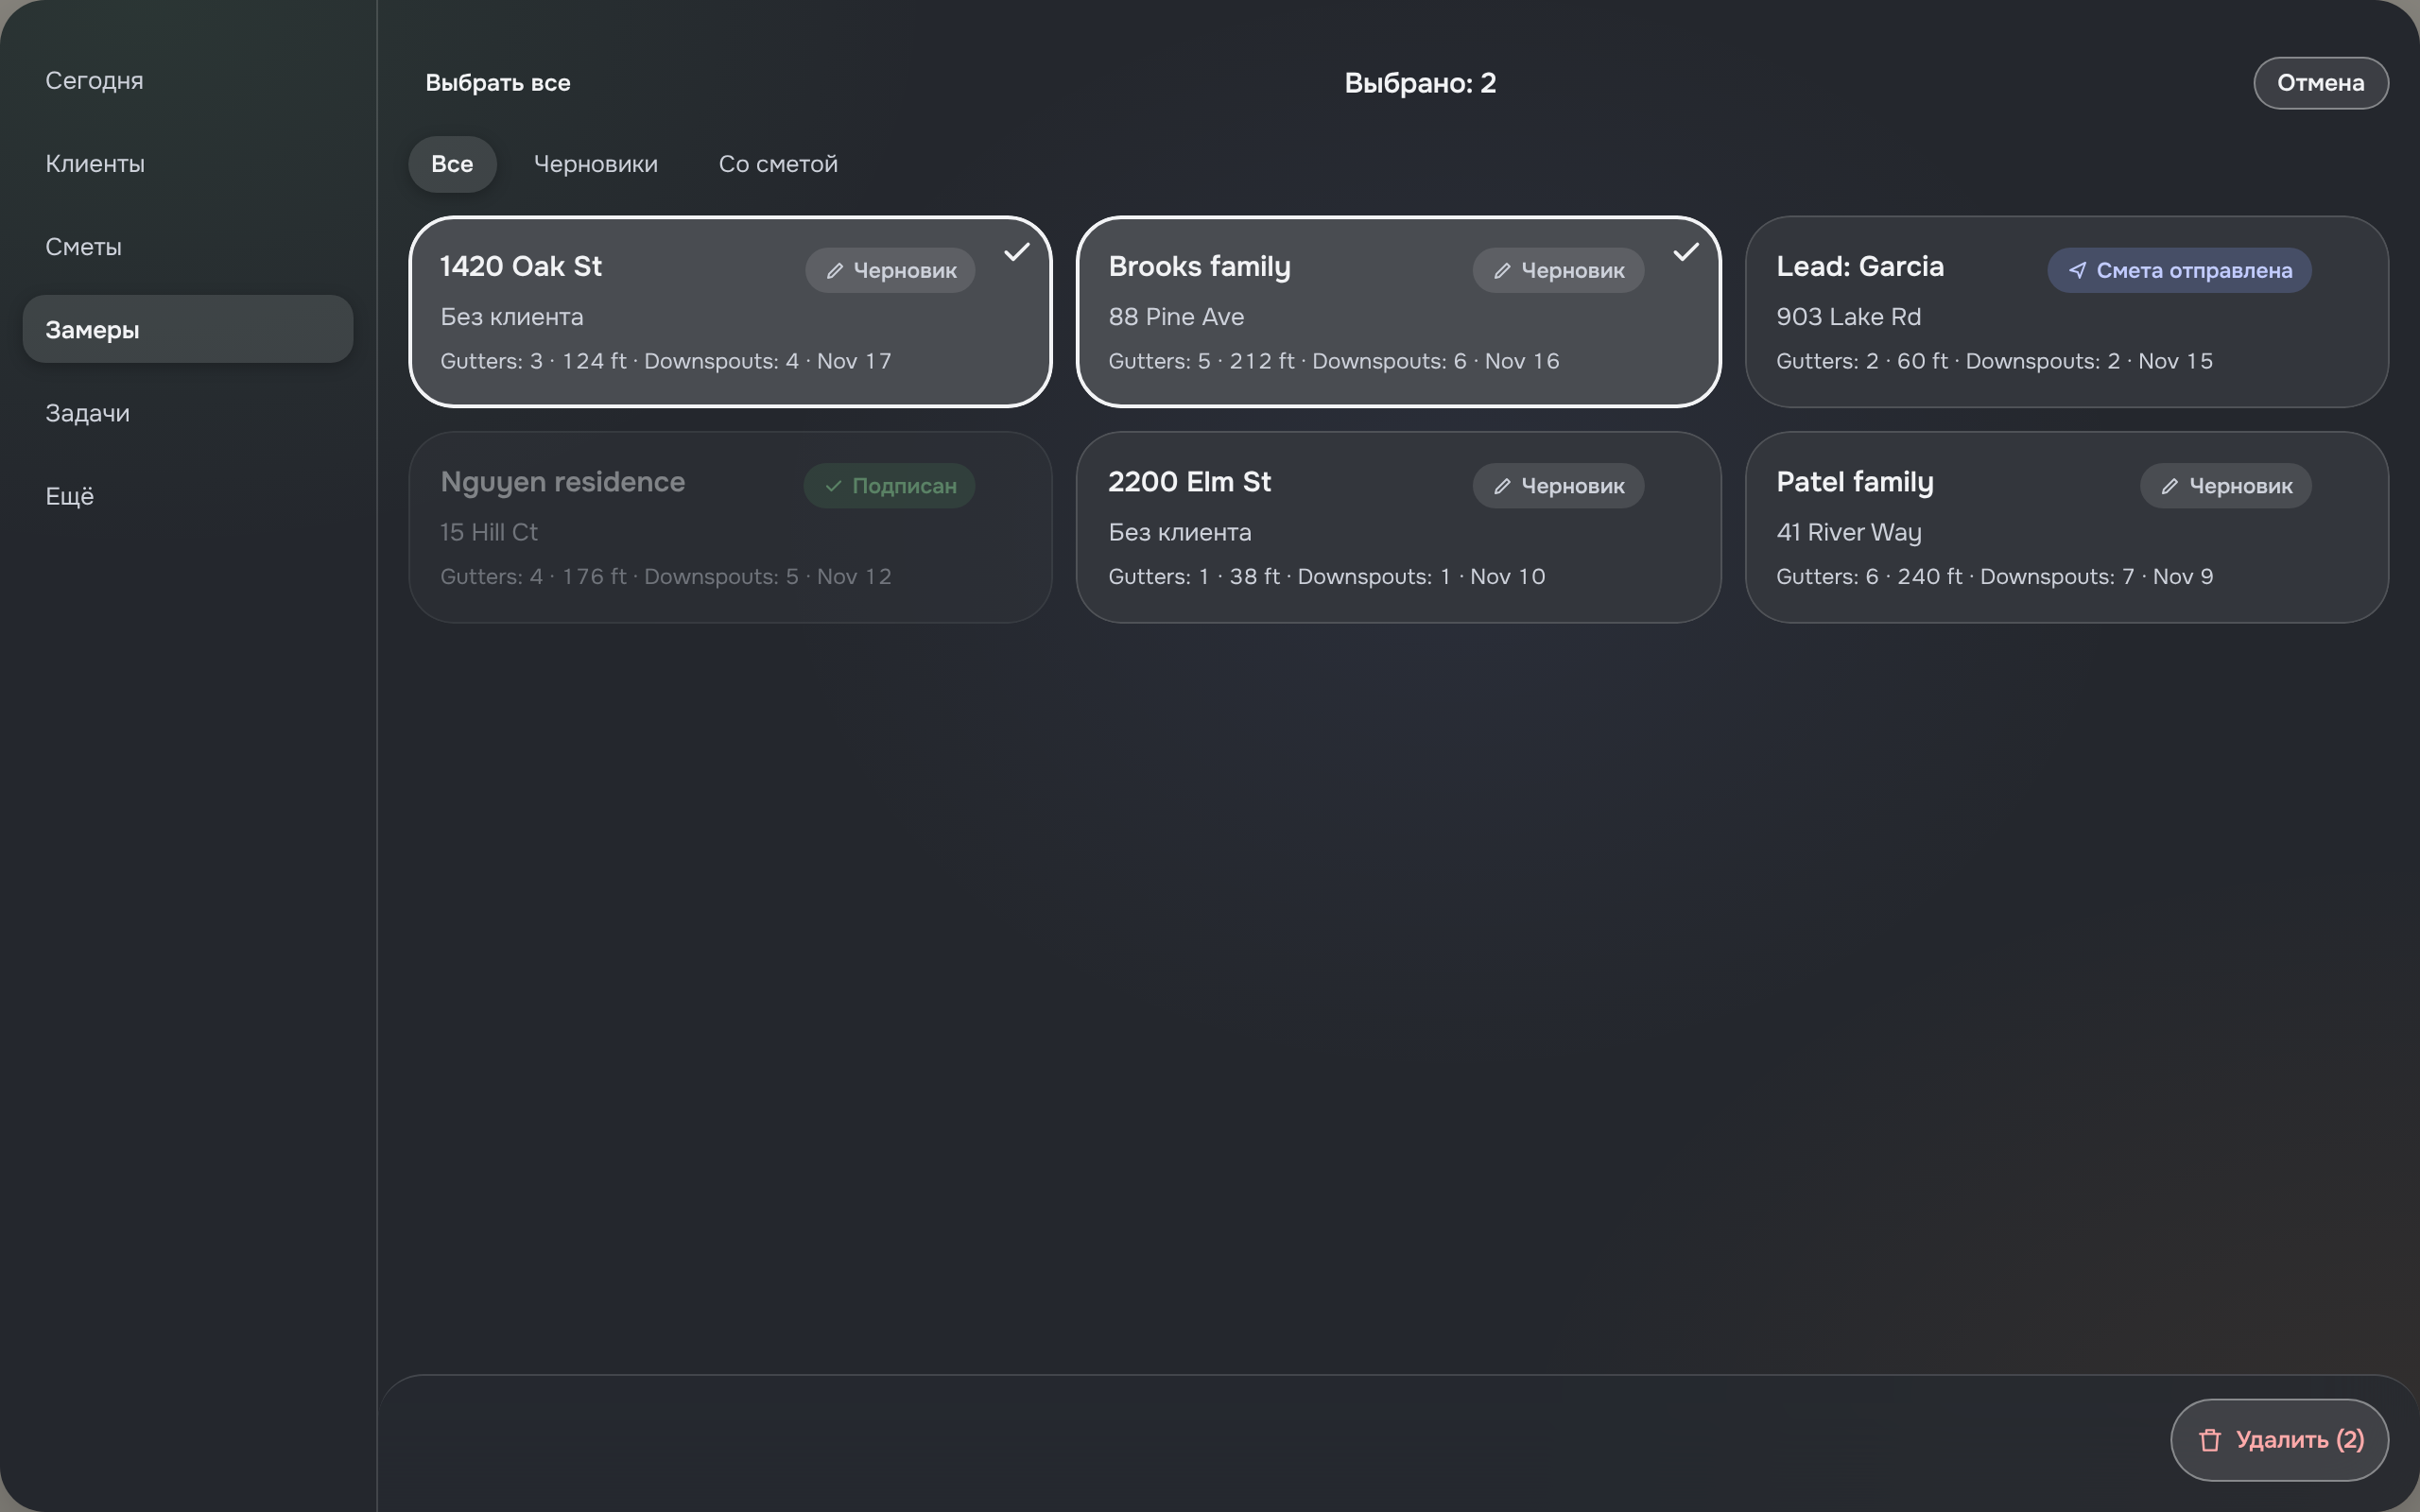 Сегодня
Клиенты
Сметы
Замеры
Задачи
Ещё
Выбрать все
Выбрано: 2
Отмена
Все
Черновики
Со сметой
1420 Oak St
Черновик
Без клиента
Gutters: 3 · 124 ft · Downspouts: 4 · Nov 17
Brooks family
Черновик
88 Pine Ave
Gutters: 5 · 212 ft · Downspouts: 6 · Nov 16
Lead: Garcia
Смета отправлена
903 Lake Rd
Gutters: 2 · 60 ft · Downspouts: 2 · Nov 15
Nguyen residence
Подписан
15 Hill Ct
Gutters: 4 · 176 ft · Downspouts: 5 · Nov 12
2200 Elm St
Черновик
Без клиента
Gutters: 1 · 38 ft · Downspouts: 1 · Nov 10
Patel family
Черновик
41 River Way
Gutters: 6 · 240 ft · Downspouts: 7 · Nov 9
Удалить (2)